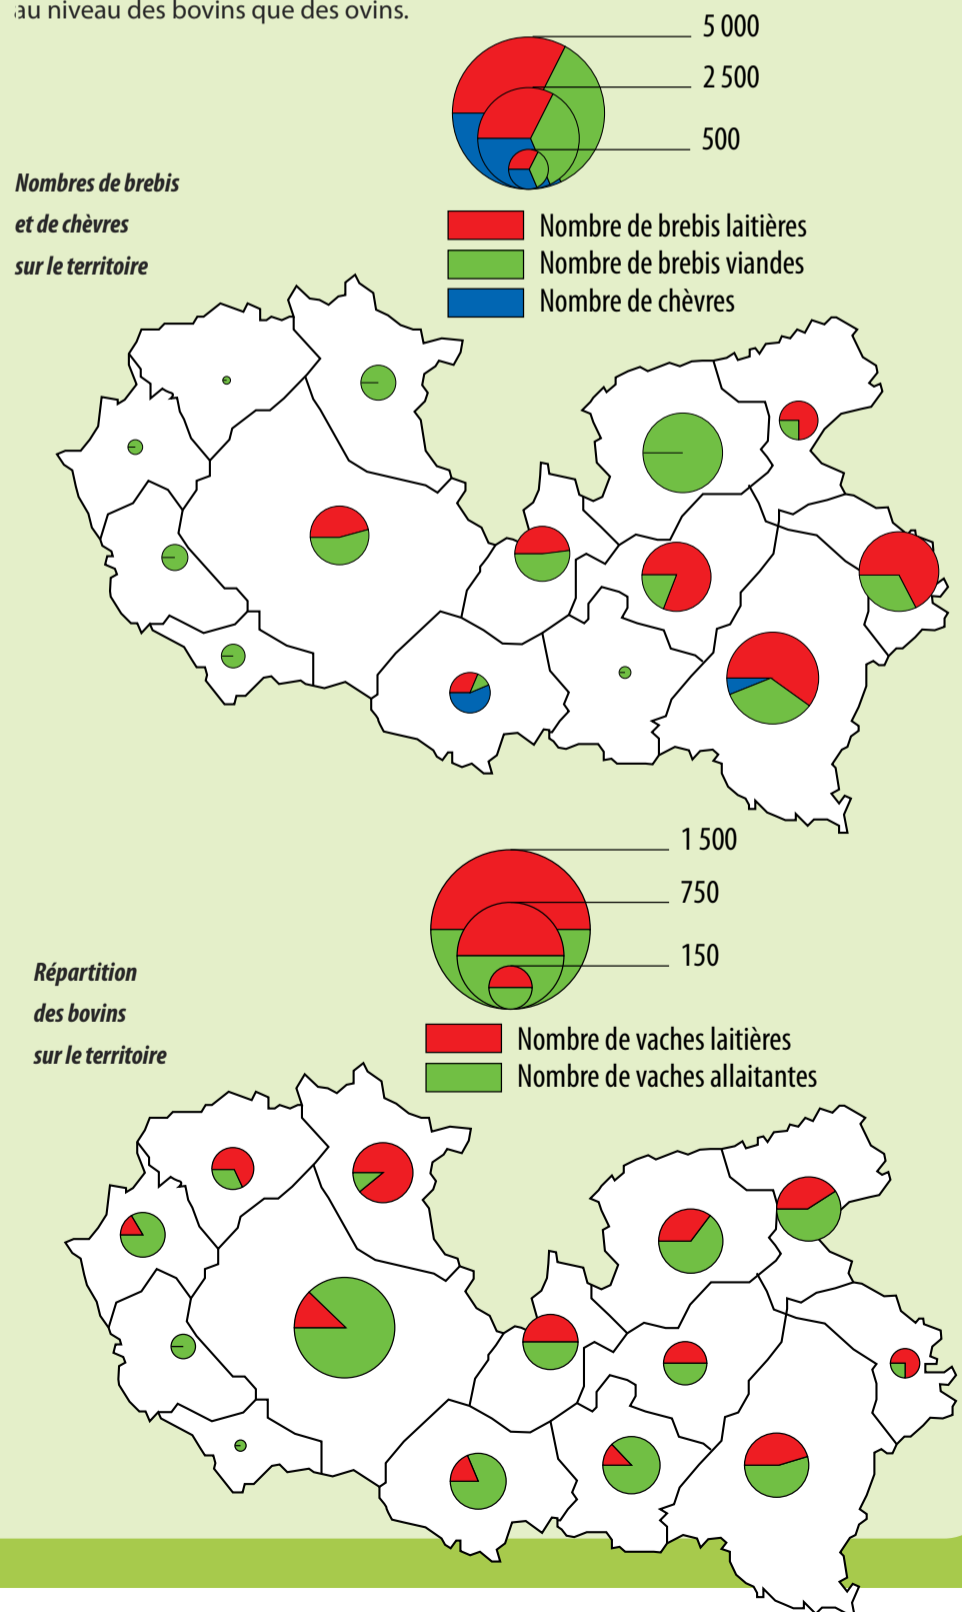 au niveau des bovins que des ovins.
5 000
2 500
500
Nombres de brebis
et de chèvres
sur le territoire
Nombre de brebis laitières
Nombre de brebis viandes
Nombre de chèvres
1 500
750
150
Répartition
des bovins
sur le territoire
Nombre de vaches laitières
Nombre de vaches allaitantes